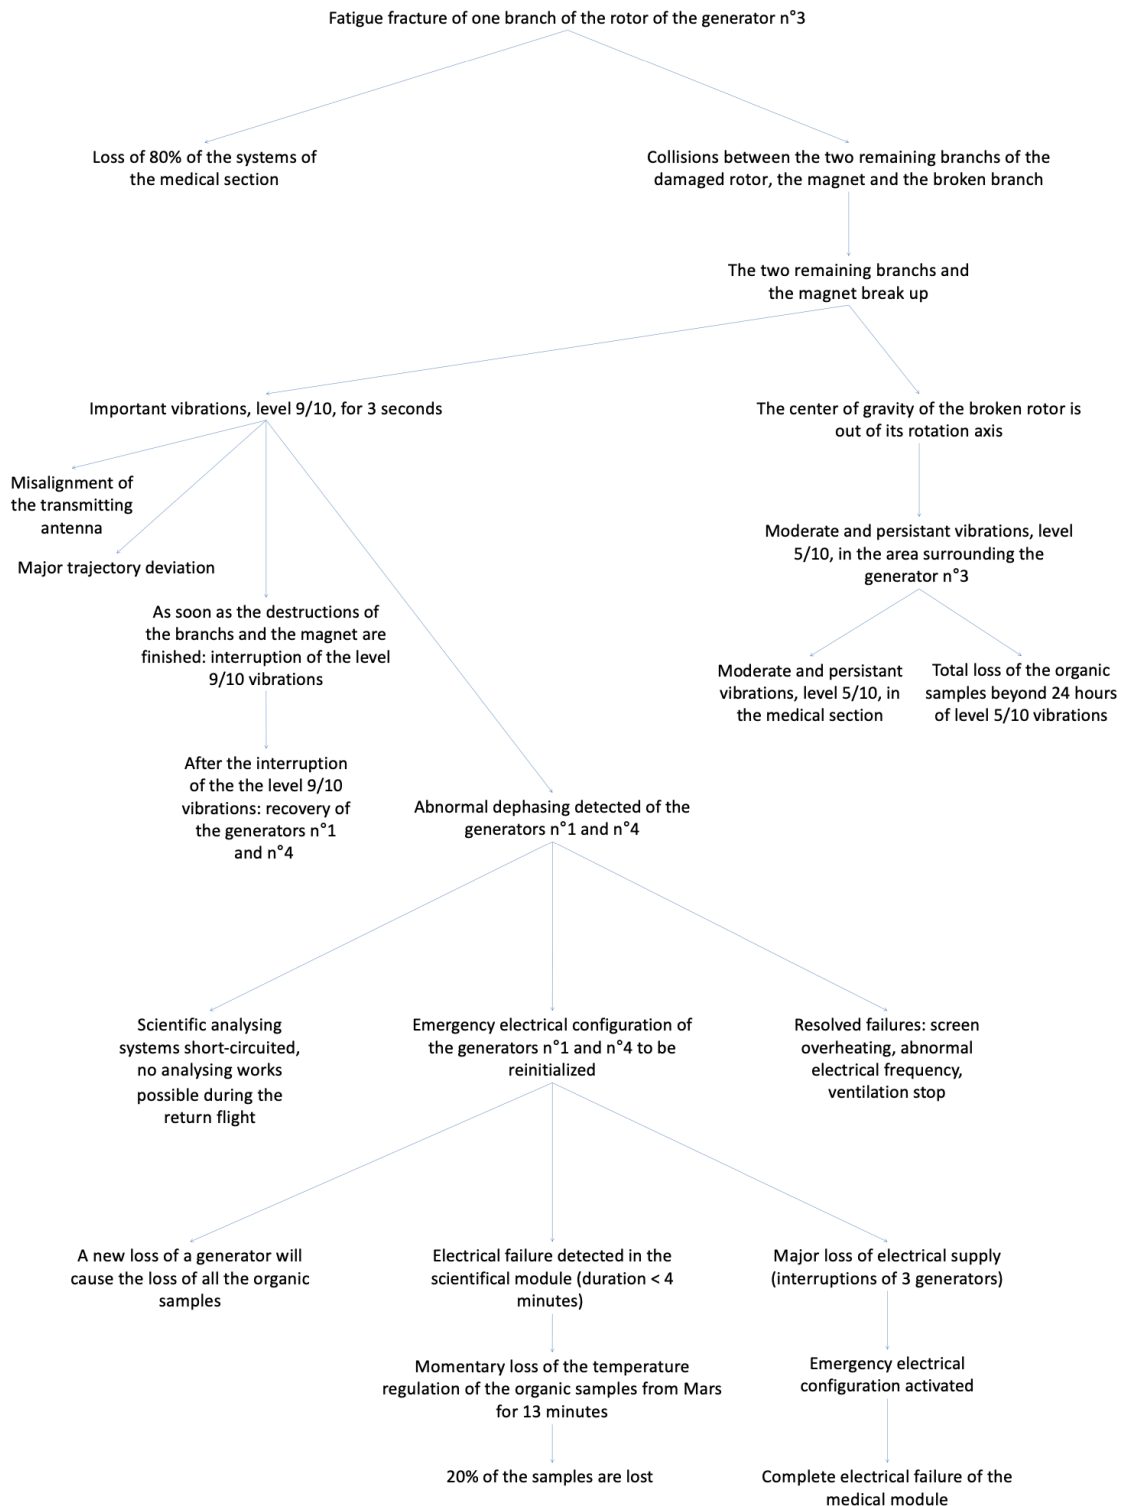 Fatigue fracture of one branch of the rotor of the generator n°3
Loss of 80% of the systems of
the medical section
Collisions between the two remaining branchs of the
damaged rotor, the magnet and the broken branch
The two remaining branchs and
the magnet break up
Important vibrations, level 9/10, for 3 seconds
The center of gravity of the broken rotor is
out of its rotation axis
Misalignment of
the transmitting
antenna
Major trajectory deviation
Moderate and persistant vibrations, level
5/10, in the area surrounding the
generator n°3
As soon as the destructions of
the branchs and the magnet are
finished: interruption of the level
9/10 vibrations
Moderate and persistant
vibrations, level 5/10, in
the medical section
Total loss of the organic
samples beyond 24 hours
of level 5/10 vibrations
After the interruption
of the the level 9/10
vibrations: recovery of
the generators n°1
and n°4
Abnormal dephasing detected of the
generators n°1 and n°4
Scientific analysing
systems short-circuited,
no analysing works
possible during the
return flight
Emergency electrical configuration of
the generators n°1 and n°4 to be
reinitialized
Resolved failures: screen
overheating, abnormal
electrical frequency,
ventilation stop
A new loss of a generator will
cause the loss of all the organic
samples
Electrical failure detected in the
scientifical module (duration < 4
minutes)
Major loss of electrical supply
(interruptions of 3 generators)
Momentary loss of the temperature
regulation of the organic samples from Mars
for 13 minutes
Emergency electrical
configuration activated
20% of the samples are lost
Complete electrical failure of the
medical module